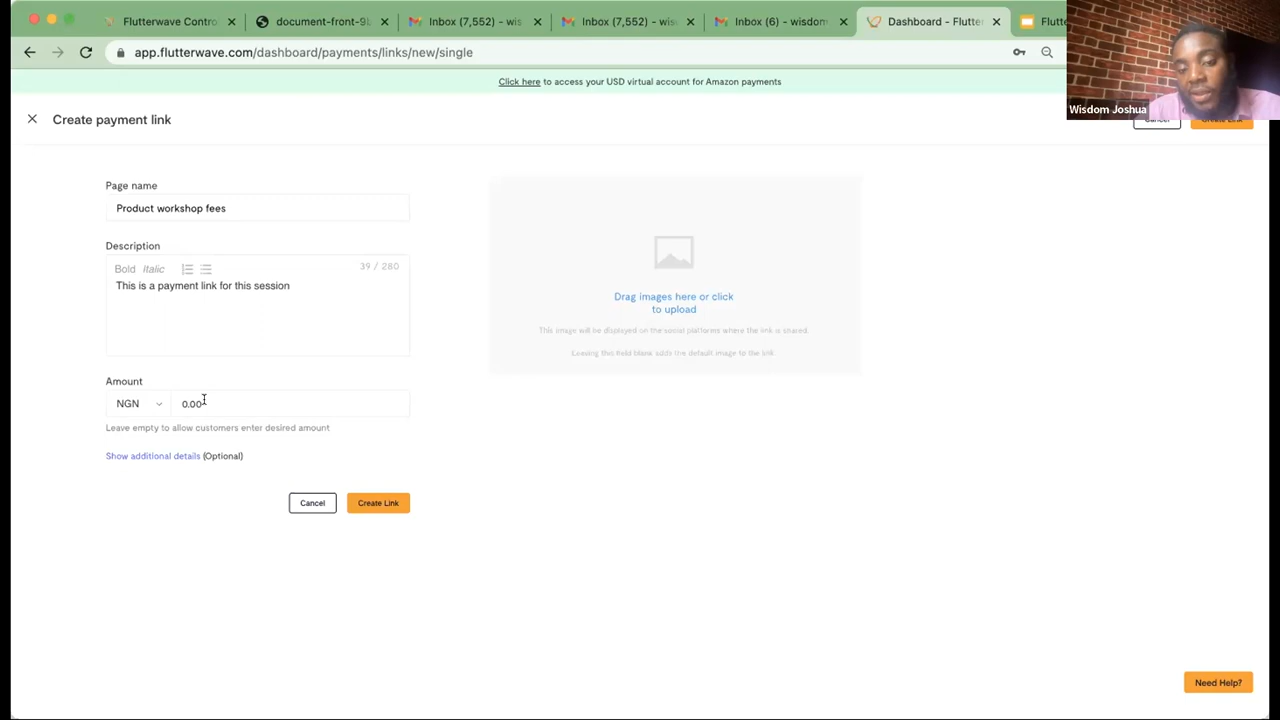 Flutterwave Contro
document-front-9b
Inbox (7,552) - wis
Inbox (7,552) - wis
Inbox (6) - wisdom
Dashboard - Flutter
Flutte
app.flutterwave.com/dashboard/payments/links/new/single
Click here to access your USD virtual account for Amazon payments
Wisdom Joshua
Create payment link
Cancel
Create Link
Page name
Product workshop fees
Description
Bold Italic 39 / 280
This is a payment link for this session
Drag images here or click
to upload
This image will be displayed on the social platforms where the link is shared.
Leaving this field blank adds the default image to the link.
Amount
NGN 0.00
Leave empty to allow customers enter desired amount
Show additional details (Optional)
Cancel
Create Link
Need Help?